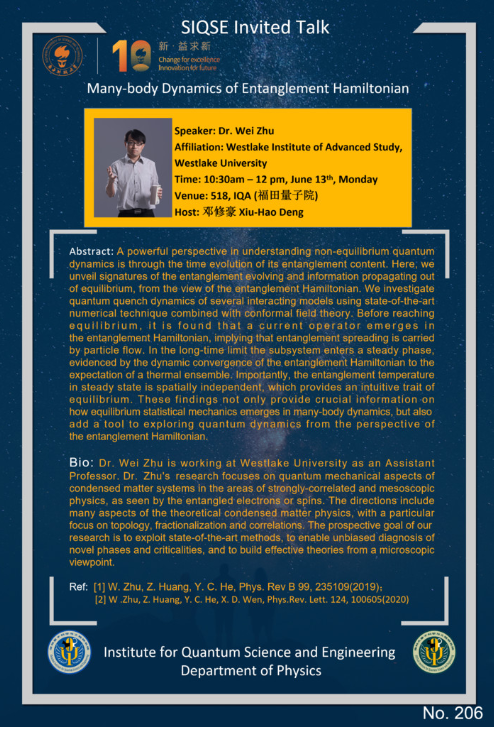 SIQSE Invited Talk
10
新·益求新
Change for excellence
Innovation for future
Many-body Dynamics of Entanglement Hamiltonian
Speaker: Dr. Wei Zhu
Affiliation: Westlake Institute of Advanced Study,
Westlake University
Time: 10:30am – 12 pm, June 13th, Monday
Venue: 518, IQA (福田量子院)
Host: 邓修豪 Xiu-Hao Deng
Abstract: A powerful perspective in understanding non-equilibrium quantum
dynamics is through the time evolution of its entanglement content. Here, we
unveil signatures of the entanglement evolving and information propagating out
of equilibrium, from the view of the entanglement Hamiltonian. We investigate
quantum quench dynamics of several interacting models using state-of-the-art
numerical technique combined with conformal field theory. Before reaching
equilibrium, it is found that a current operator emerges in
the entanglement Hamiltonian, implying that entanglement spreading is carried
by particle flow. In the long-time limit the subsystem enters a steady phase,
evidenced by the dynamic convergence of the entanglement Hamiltonian to the
expectation of a thermal ensemble. Importantly, the entanglement temperature
in steady state is spatially independent, which provides an intuitive trait of
equilibrium. These findings not only provide crucial information on
how equilibrium statistical mechanics emerges in many-body dynamics, but also
add a tool to exploring quantum dynamics from the perspective of
the entanglement Hamiltonian.
Bio: Dr. Wei Zhu is working at Westlake University as an Assistant
Professor. Dr. Zhu's research focuses on quantum mechanical aspects of
condensed matter systems in the areas of strongly-correlated and mesoscopic
physics, as seen by the entangled electrons or spins. The directions include
many aspects of the theoretical condensed matter physics, with a particular
focus on topology, fractionalization and correlations. The prospective goal of our
research is to exploit state-of-the-art methods, to enable unbiased diagnosis of
novel phases and criticalities, and to build effective theories from a microscopic
viewpoint.
Ref: [1] W. Zhu, Z. Huang, Y. C. He, Phys. Rev B 99, 235109(2019);
[2] W .Zhu, Z. Huang, Y. C. He, X. D. Wen, Phys.Rev. Lett. 124, 100605(2020)
Institute for Quantum Science and Engineering
Department of Physics
No. 206